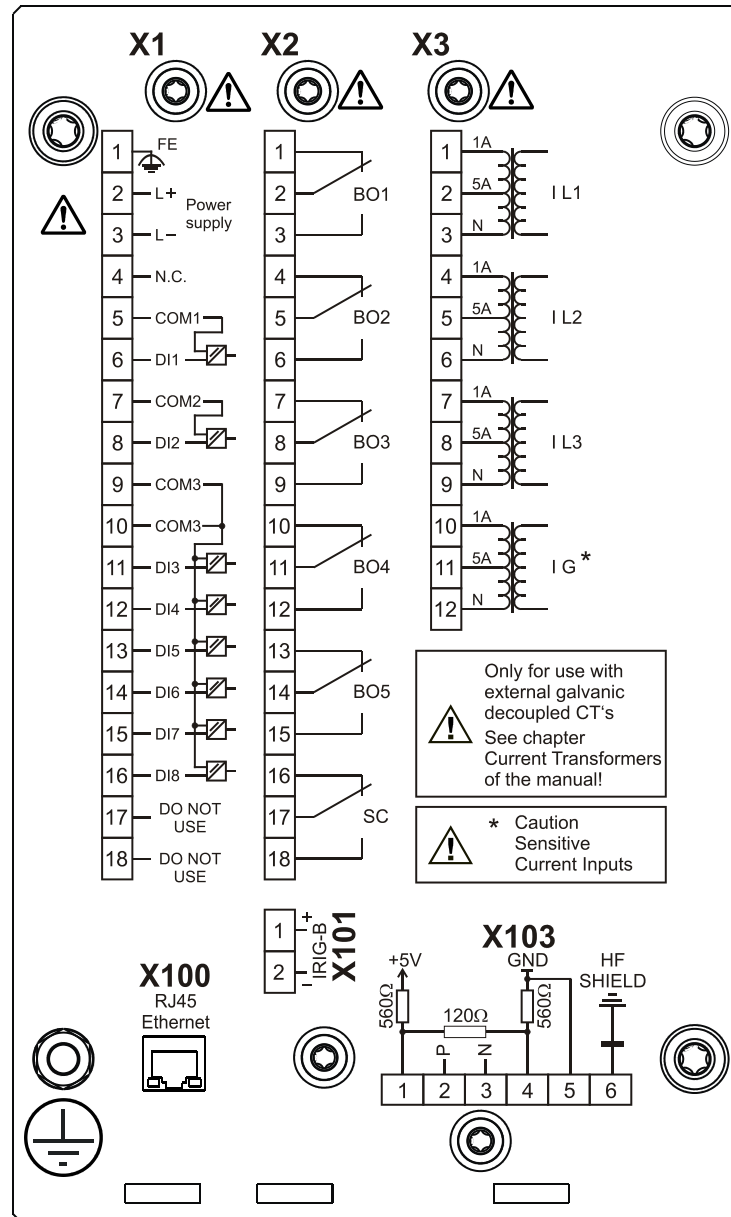 X1 X2 X3
1 FE
2 L+
Power
supply
3 L–
4 N.C.
5 COM1
6 DI1
7 COM2
8 DI2
9 COM3
10 COM3
11 DI3
12 DI4
13 DI5
14 DI6
15 DI7
16 DI8
17 DO NOT
USE
18 DO NOT
USE
1
2 BO1
3
4
5 BO2
6
7
8 BO3
9
10
11 BO4
12
13
14 BO5
15
16
17 SC
18
1 1A
2 5A I L1
3 N
4 1A
5 5A I L2
6 N
7 1A
8 5A I L3
9 N
10 1A
11 5A I G *
12 N
Only for use with
external galvanic
decoupled CT‘s
See chapter
Current Transformers
of the manual!
* Caution
Sensitive
Current Inputs
X100
RJ45
Ethernet
1 +
2 –
IRIG-B
X101
X103
+5V GND HF
SHIELD
560Ω 120Ω 560Ω
P N
1 2 3 4 5 6